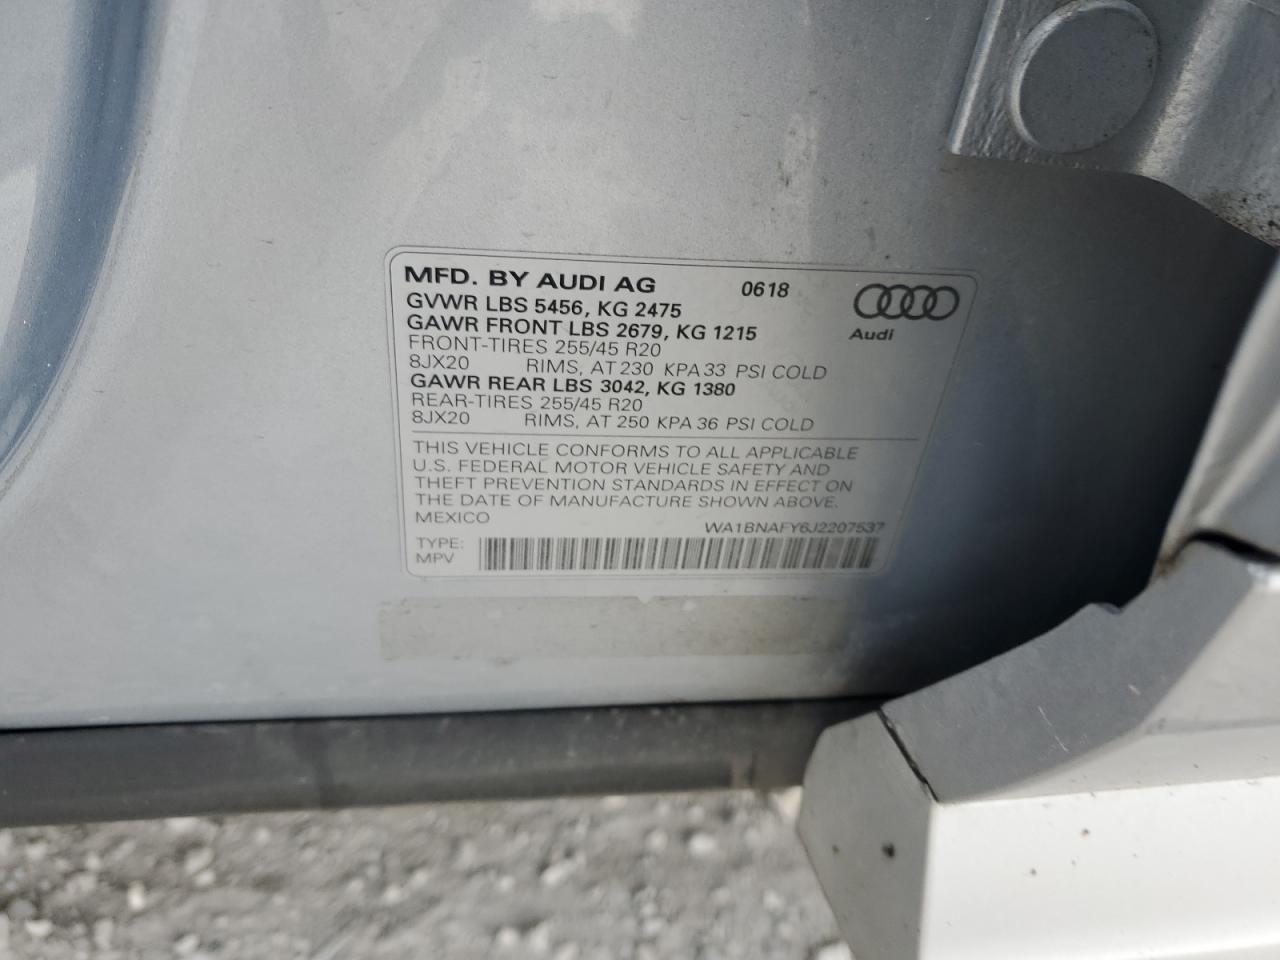 MFD. BY AUDI AG 0618
GVWR LBS 5456, KG 2475
GAWR FRONT LBS 2679, KG 1215
Audi
FRONT-TIRES 255/45 R20
8JX20 RIMS, AT 230 KPA 33 PSI COLD
GAWR REAR LBS 3042, KG 1380
REAR-TIRES 255/45 R20
8JX20 RIMS, AT 250 KPA 36 PSI COLD
THIS VEHICLE CONFORMS TO ALL APPLICABLE
U.S. FEDERAL MOTOR VEHICLE SAFETY AND
THEFT PREVENTION STANDARDS IN EFFECT ON
THE DATE OF MANUFACTURE SHOWN ABOVE.
MEXICO WA1BNAFY6J2207537
TYPE:
MPV